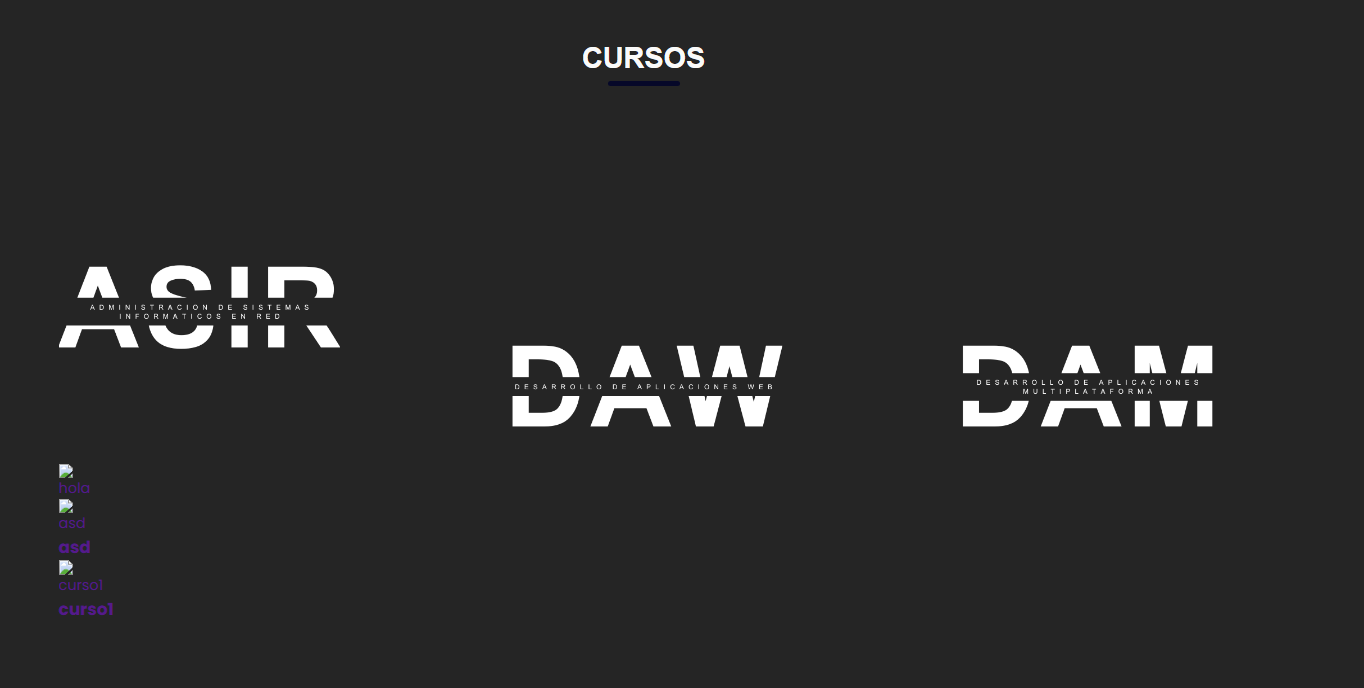 CURSOS
ASIR
ADMINISTRACION DE SISTEMAS
INFORMATICOS EN RED
DAW
DESARROLLO DE APLICACIONES WEB
DAM
DESARROLLO DE APLICACIONES
MULTIPLATAFORMA
hola
asd
asd
curso1
curso1